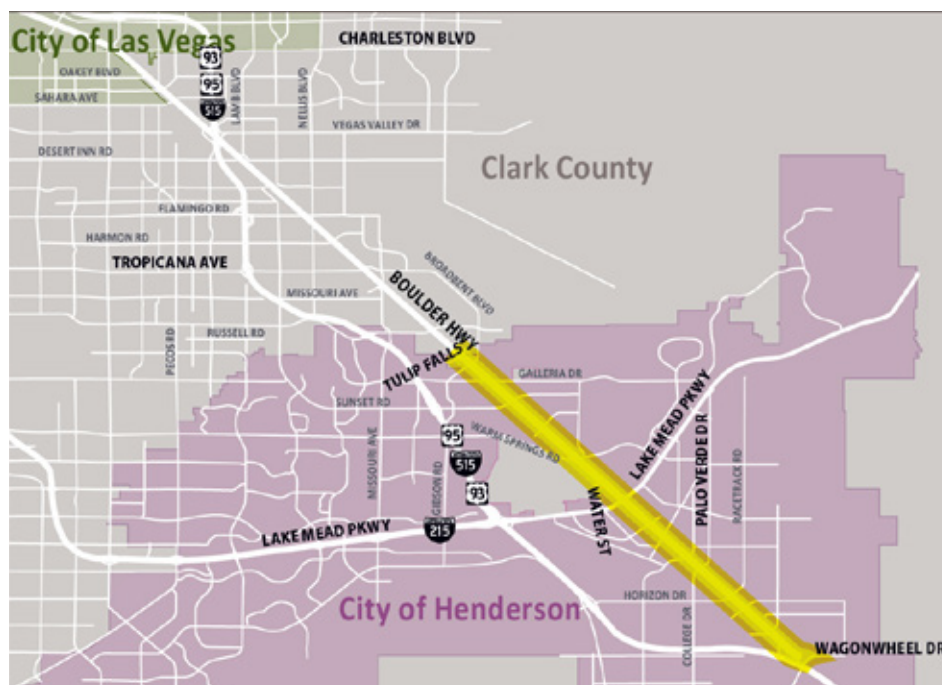 City of Las Vegas
CHARLESTON BLVD
93
OAKEY BLVD
95
SAHARA AVE
515
LAMB BLVD
NELLIS BLVD
VEGAS VALLEY DR
DESERT INN RD
Clark County
FLAMINGO RD
HARMON RD
TROPICANA AVE
BROADBENT BLVD
MISSOURI AVE
BOULDER HWY
RUSSELL RD
PECOS RD
TULIP FALLS
GALLERIA DR
SUNSET RD
LAKE MEAD PKWY
95
WARM SPRINGS RD
PALO VERDE DR
RACETRACK RD
MISSOURI AVE
515
GIBSON RD
93
WATER ST
LAKE MEAD PKWY
215
City of Henderson
HORIZON DR
COLLEGE DR
WAGONWHEEL DR